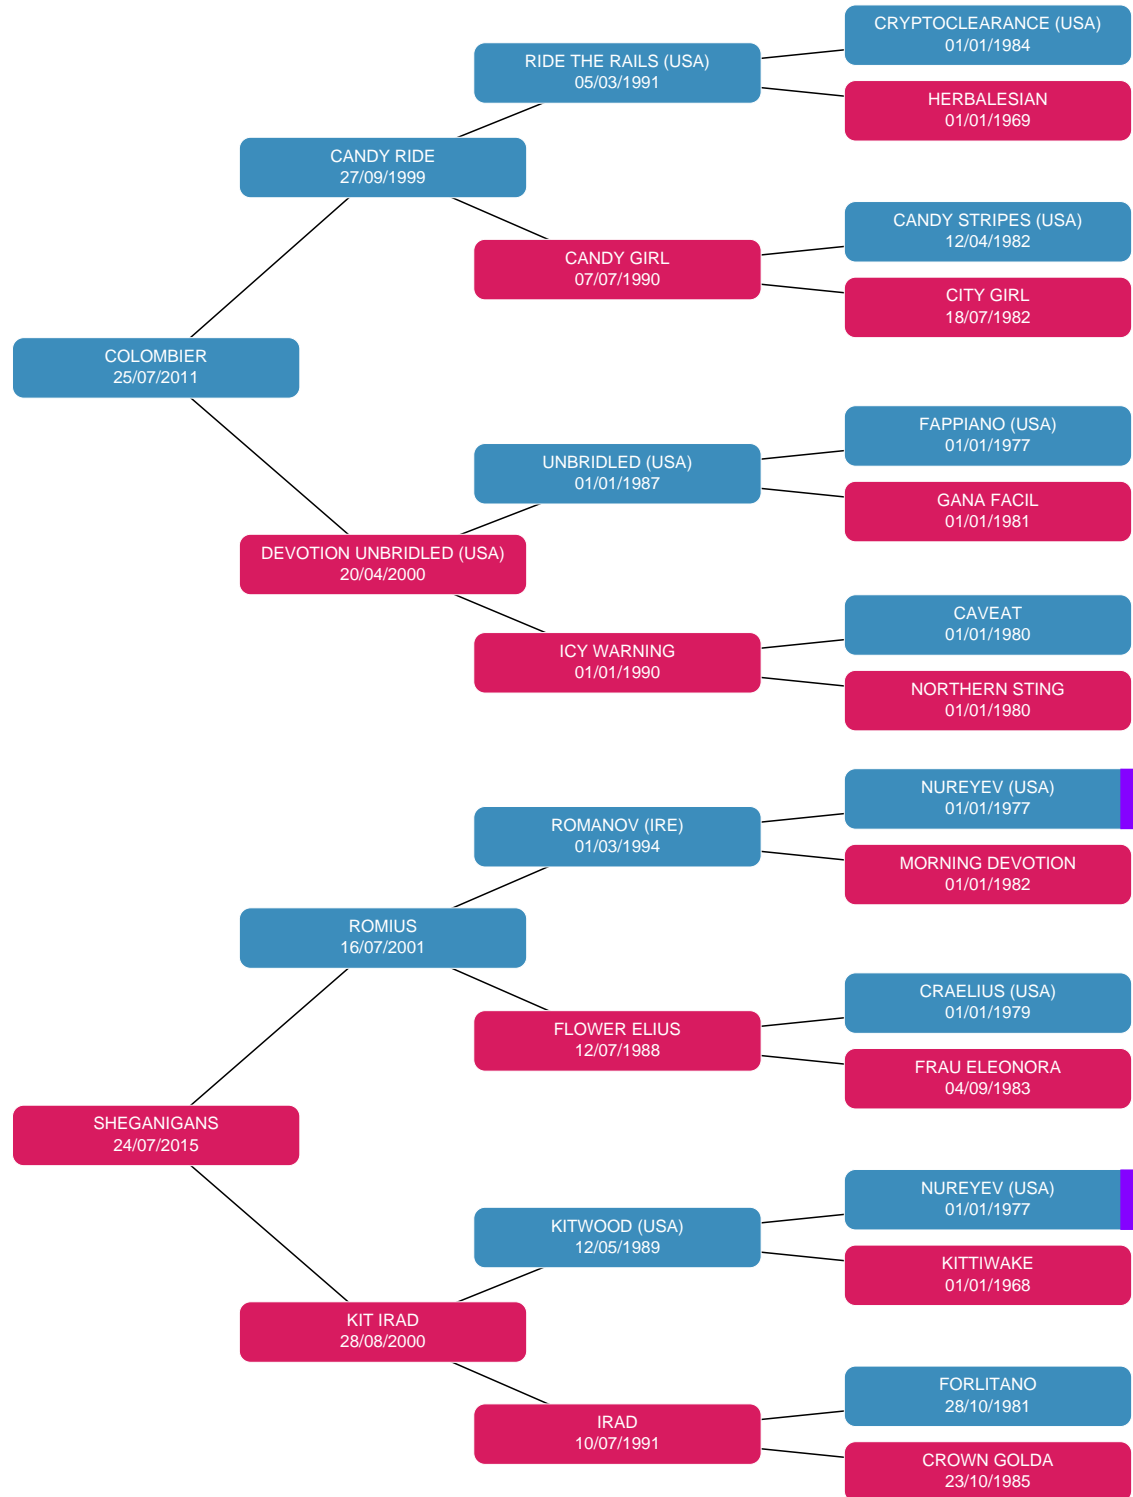 CRYPTOCLEARANCE (USA)
01/01/1984
RIDE THE RAILS (USA)
05/03/1991
HERBALESIAN
01/01/1969
CANDY RIDE
27/09/1999
CANDY STRIPES (USA)
12/04/1982
CANDY GIRL
07/07/1990
CITY GIRL
18/07/1982
COLOMBIER
25/07/2011
FAPPIANO (USA)
01/01/1977
UNBRIDLED (USA)
01/01/1987
GANA FACIL
01/01/1981
DEVOTION UNBRIDLED (USA)
20/04/2000
CAVEAT
01/01/1980
ICY WARNING
01/01/1990
NORTHERN STING
01/01/1980
NUREYEV (USA)
01/01/1977
ROMANOV (IRE)
01/03/1994
MORNING DEVOTION
01/01/1982
ROMIUS
16/07/2001
CRAELIUS (USA)
01/01/1979
FLOWER ELIUS
12/07/1988
FRAU ELEONORA
04/09/1983
SHEGANIGANS
24/07/2015
NUREYEV (USA)
01/01/1977
KITWOOD (USA)
12/05/1989
KITTIWAKE
01/01/1968
KIT IRAD
28/08/2000
FORLITANO
28/10/1981
IRAD
10/07/1991
CROWN GOLDA
23/10/1985